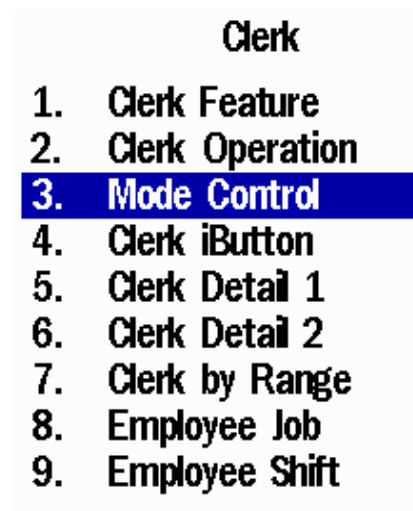 Clerk
1. Clerk Feature
2. Clerk Operation
3. Mode Control
4. Clerk iButton
5. Clerk Detail 1
6. Clerk Detail 2
7. Clerk by Range
8. Employee Job
9. Employee Shift